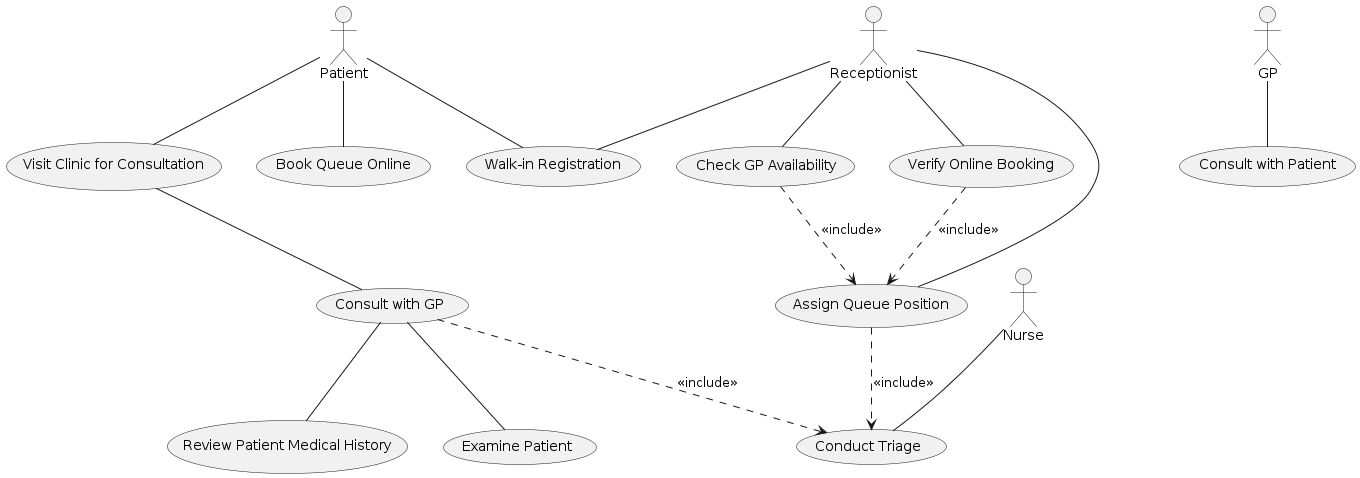 Patient
Receptionist
GP
Visit Clinic for Consultation
Book Queue Online
Walk-in Registration
Check GP Availability
Verify Online Booking
Consult with Patient
«include»
«include»
Consult with GP
Assign Queue Position
Nurse
«include»
«include»
Review Patient Medical History
Examine Patient
Conduct Triage